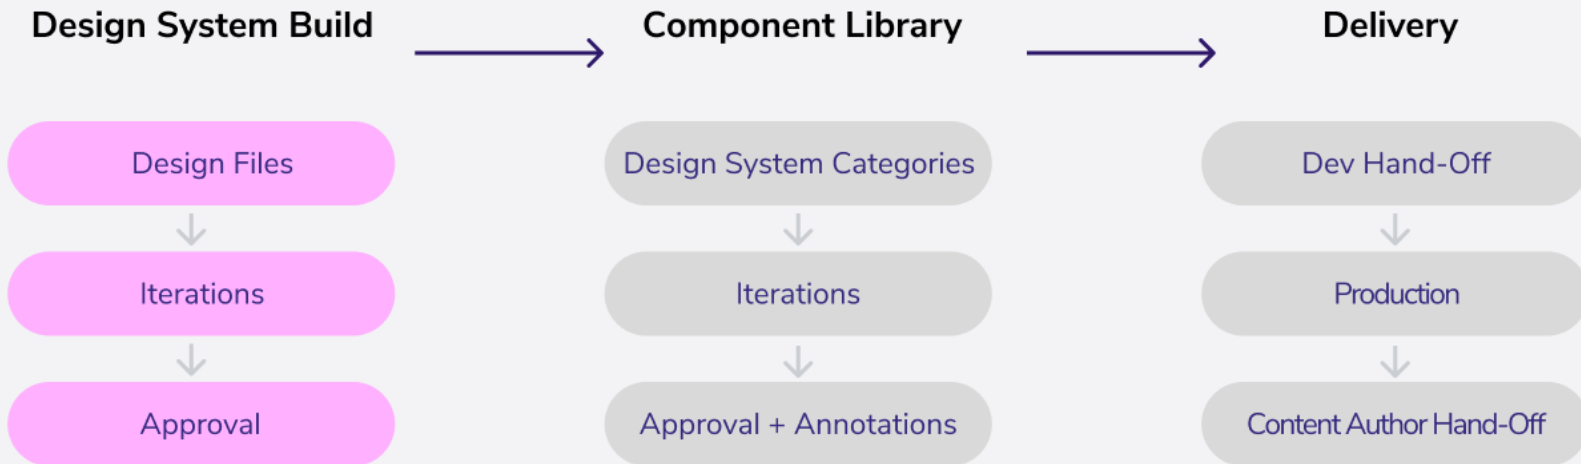 Design System Build
Component Library
Delivery
Design Files
Design System Categories
Dev Hand-Off
Iterations
Iterations
Production
Approval
Approval + Annotations
Content Author Hand-Off